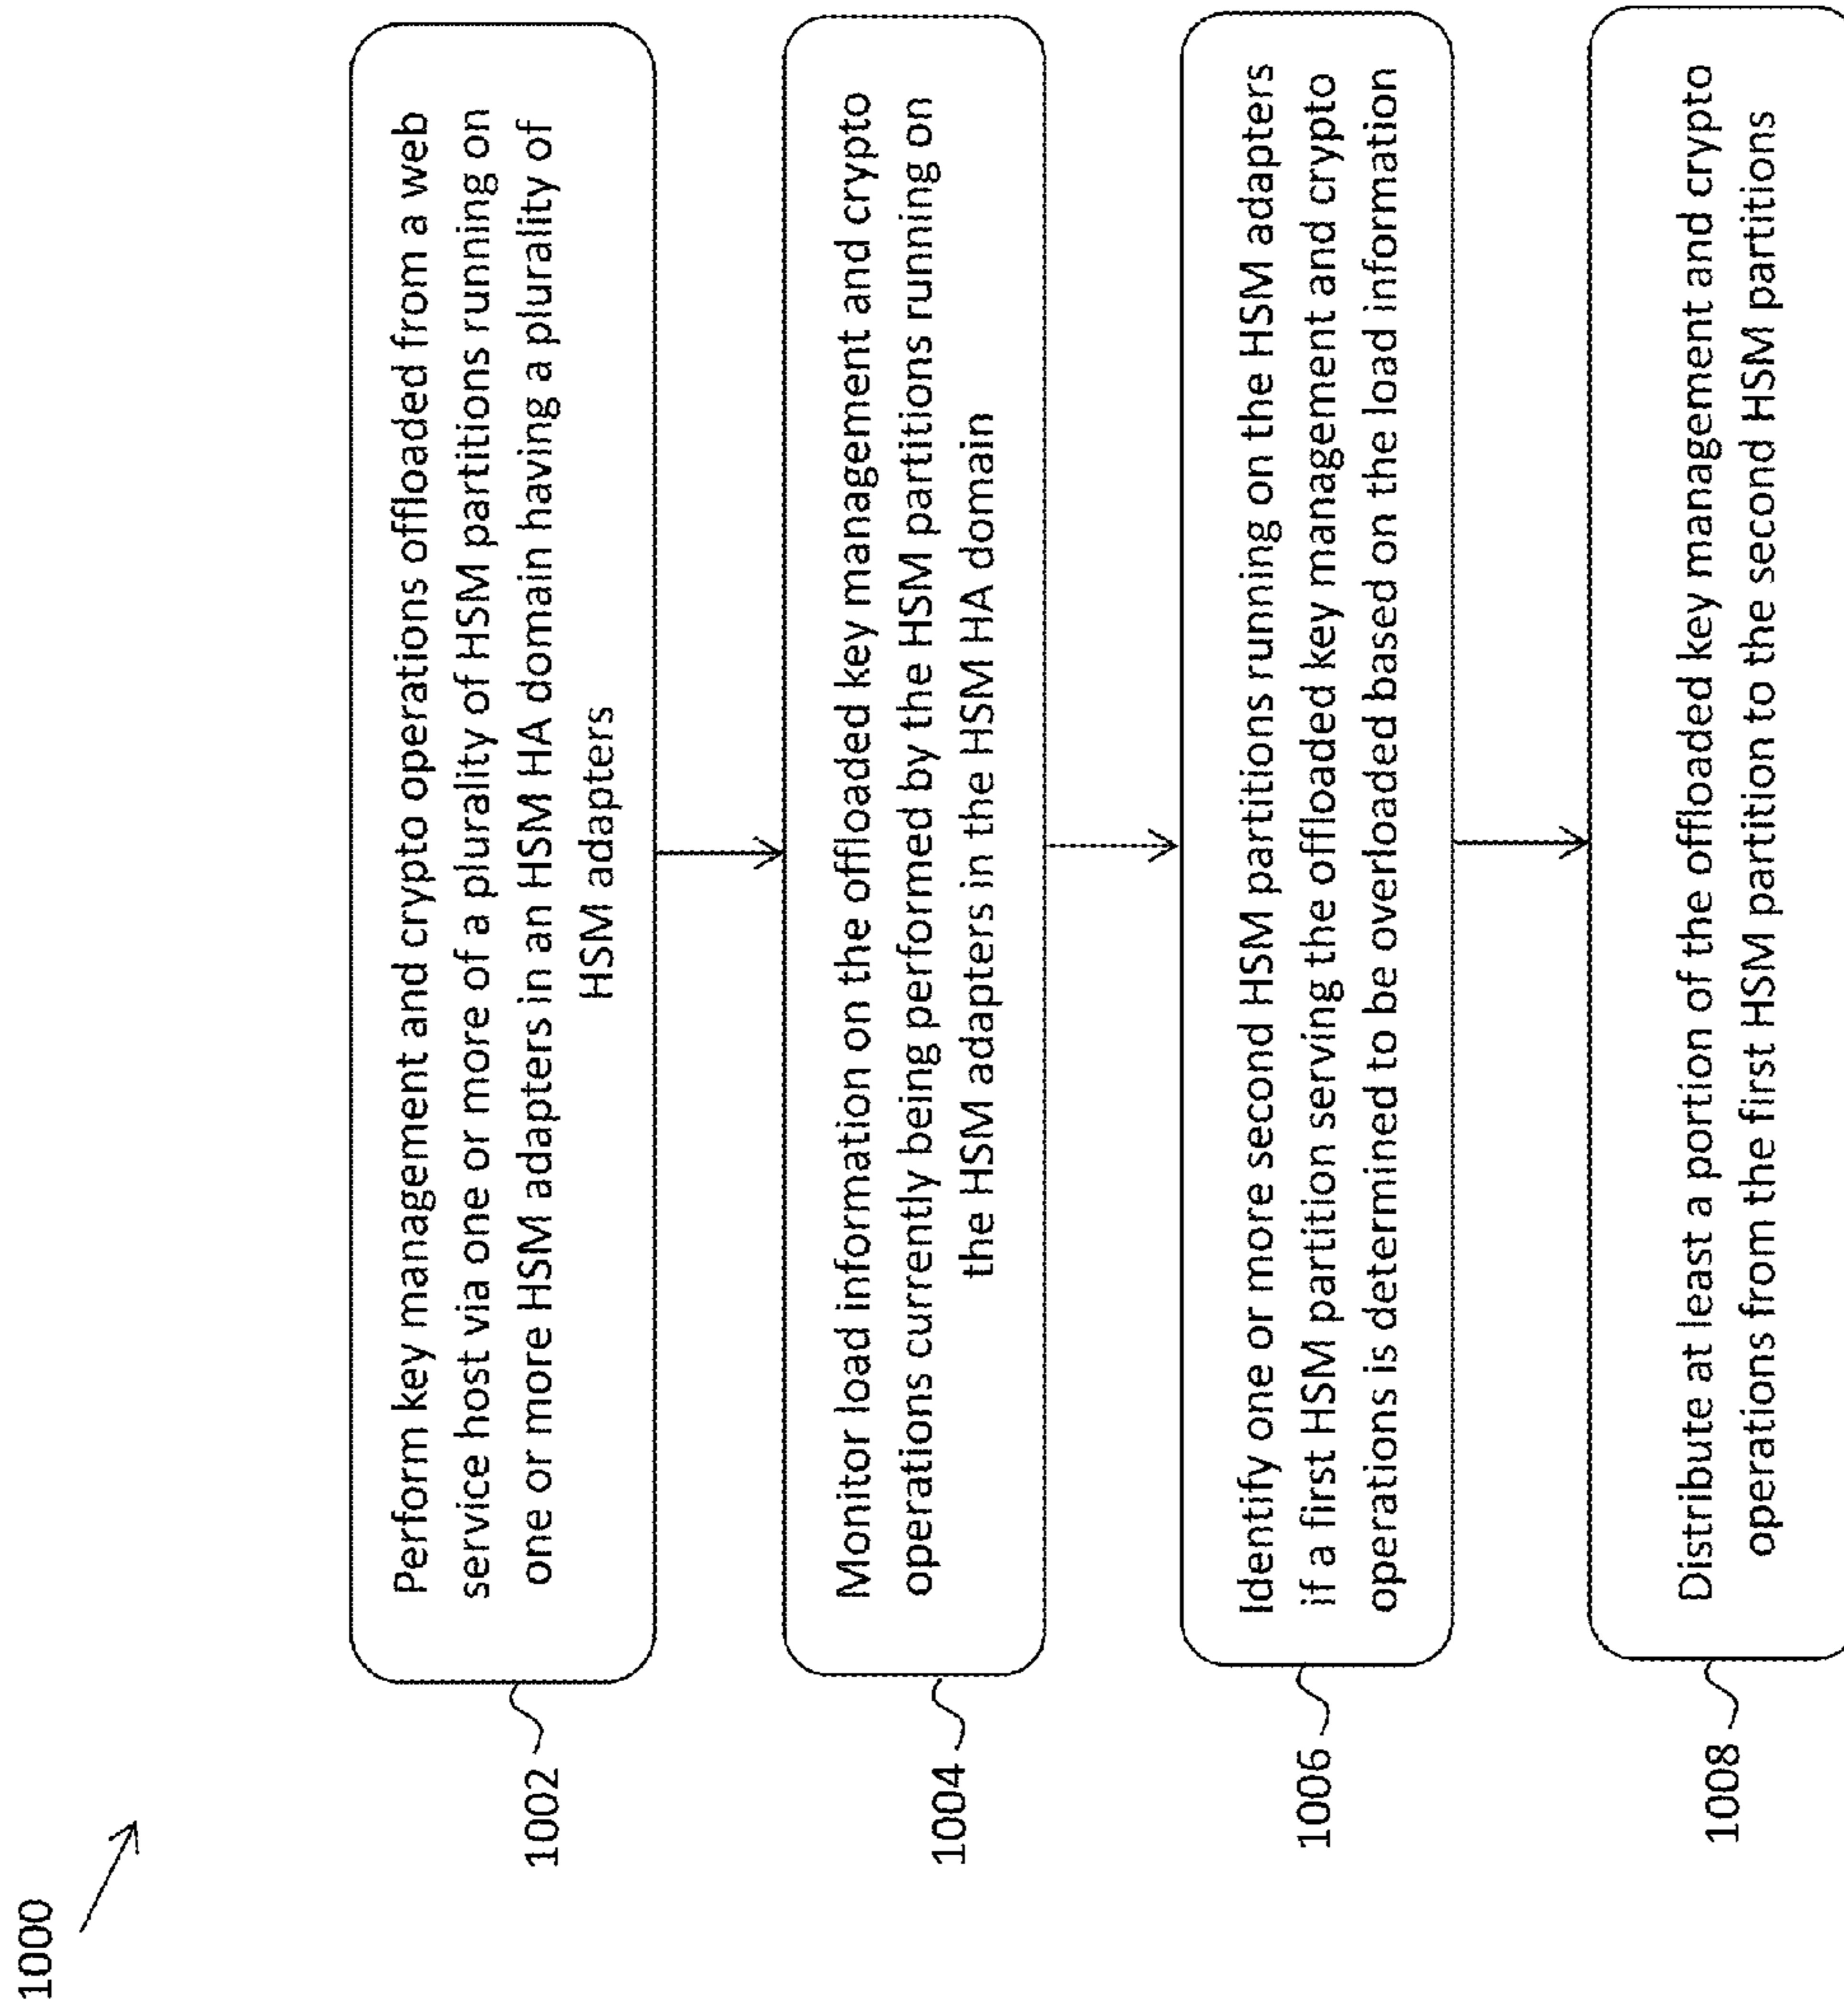 1000
Perform key management and crypto operations offloaded from a web
service host via one or more of a plurality of HSM partitions running on
one or more HSM adapters in an HSM HA domain having a plurality of
HSM adapters
1002
Monitor load information on the offloaded key management and crypto
operations currently being performed by the HSM partitions running on
the HSM adapters in the HSM HA domain
1004
Identify one or more second HSM partitions running on the HSM adapters
if a first HSM partition serving the offloaded key management and crypto
operations is determined to be overloaded based on the load information
1006
Distribute at least a portion of the offloaded key management and crypto
operations from the first HSM partition to the second HSM partitions
1008